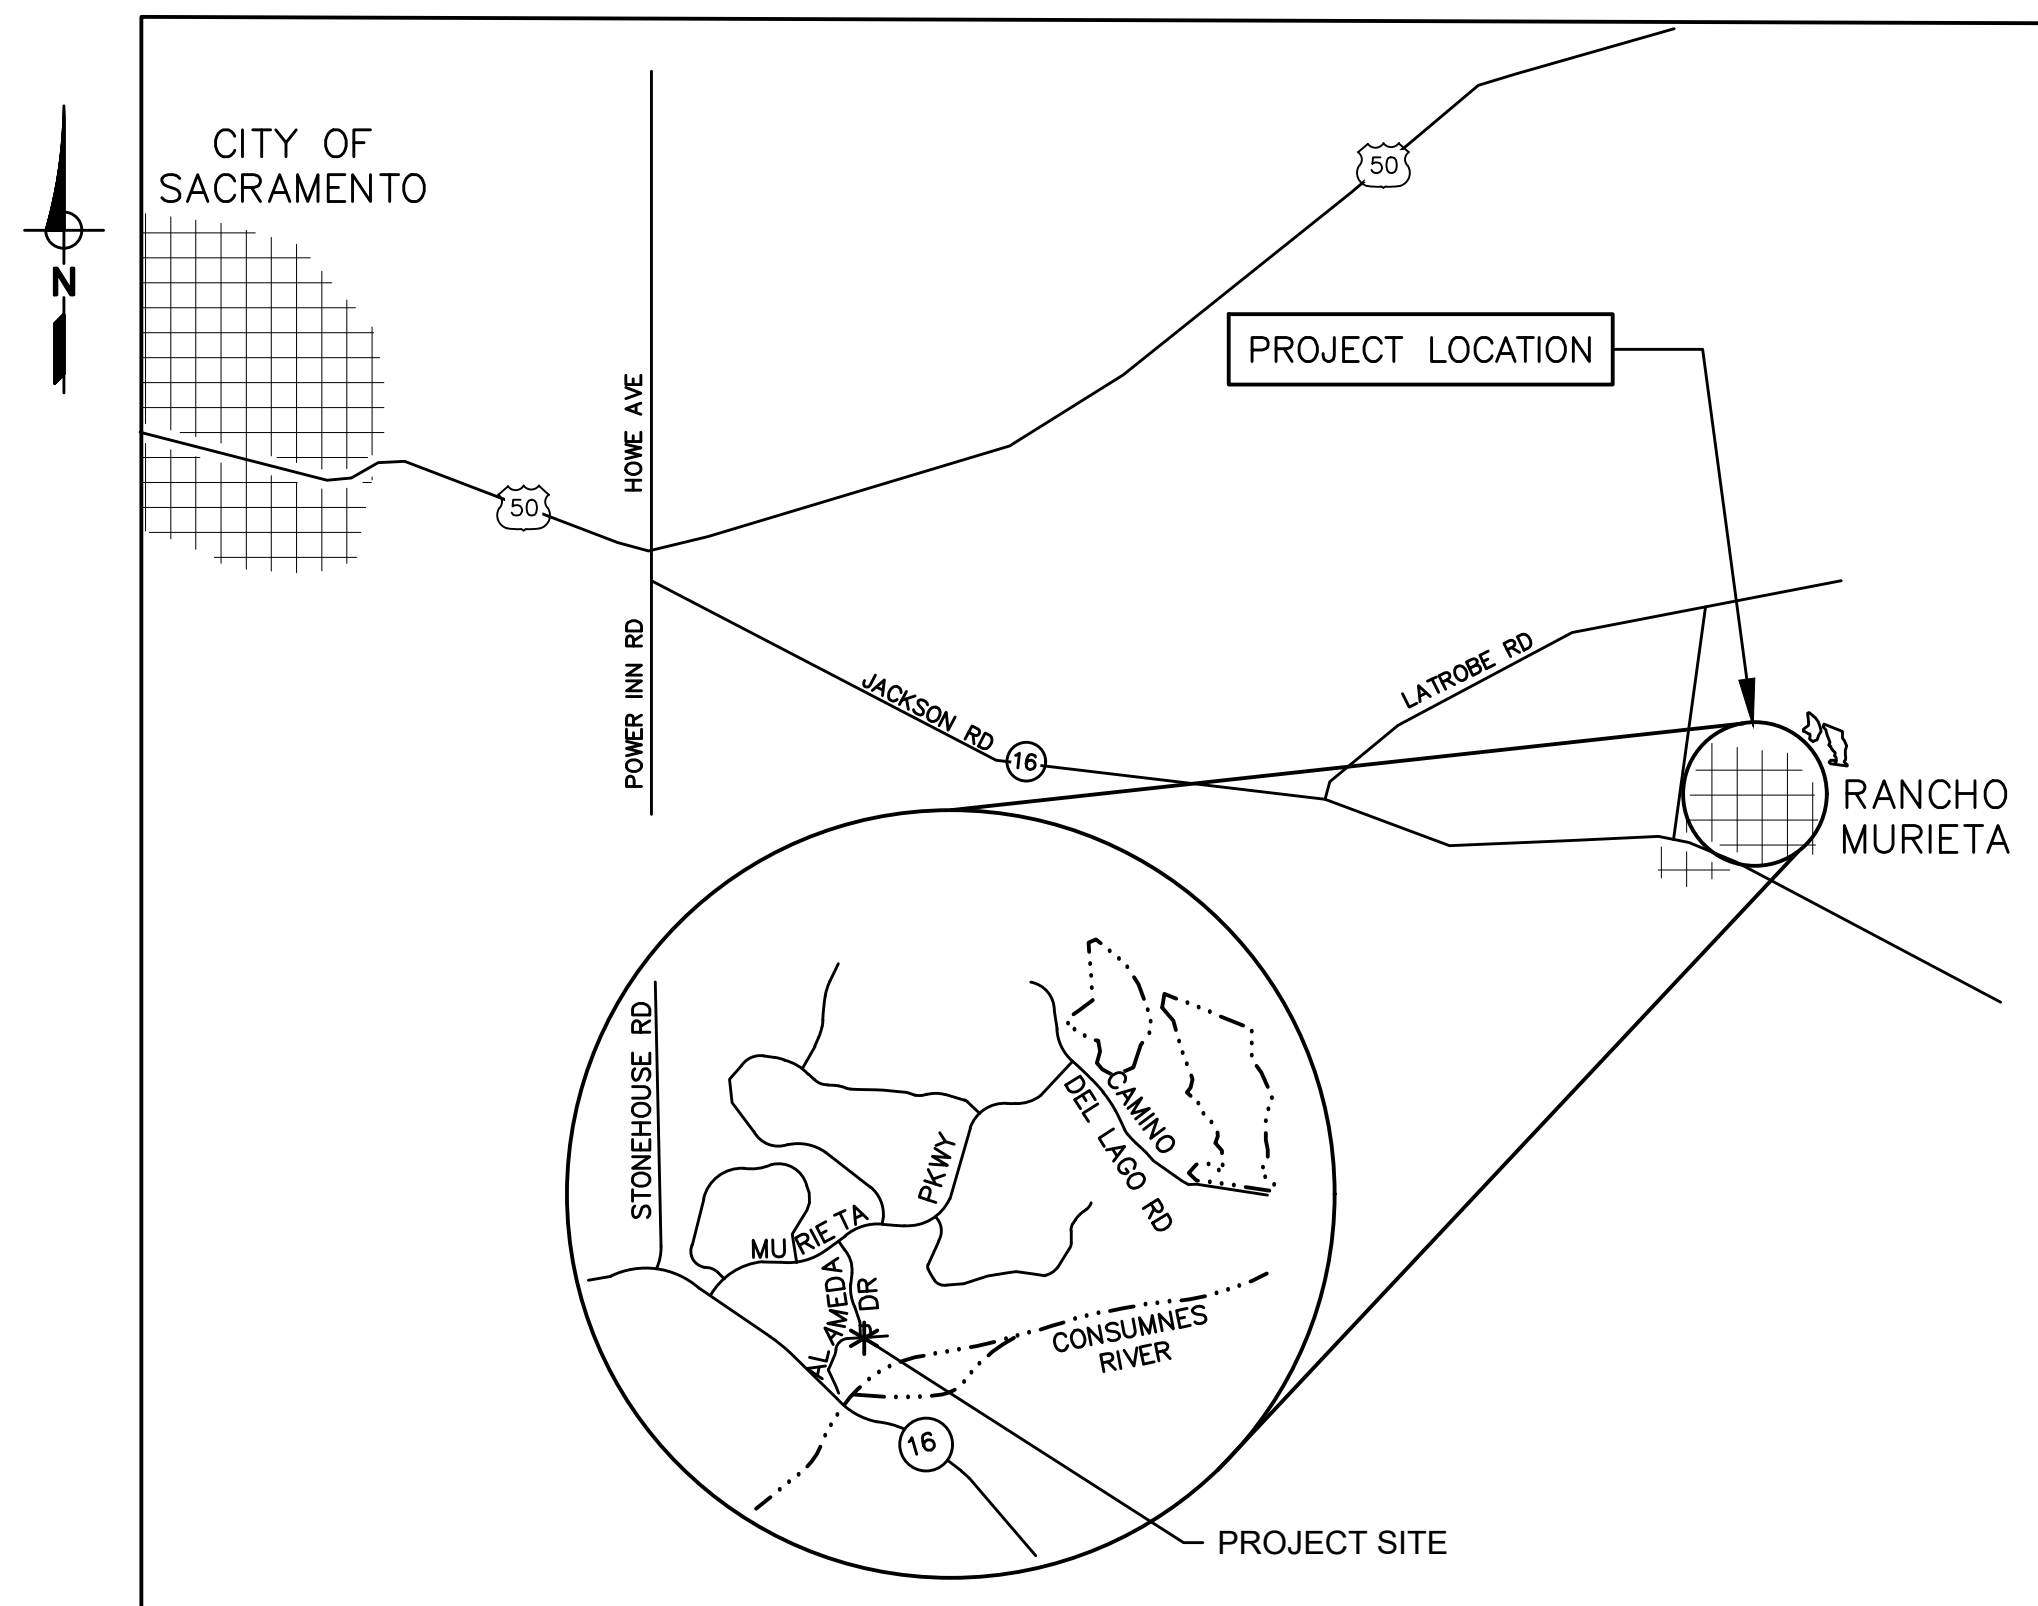 CITY OF
SACRAMENTO
N
50
HOWE AVE
PROJECT LOCATION
50
POWER INN RD
JACKSON RD
16
LATROBE RD
RANCHO
MURIETA
STONEHOUSE RD
MURIETA
PKWY
CAMINO
DEL LAGO RD
ALAMEDA
DR
CONSUMNES
RIVER
16
PROJECT SITE